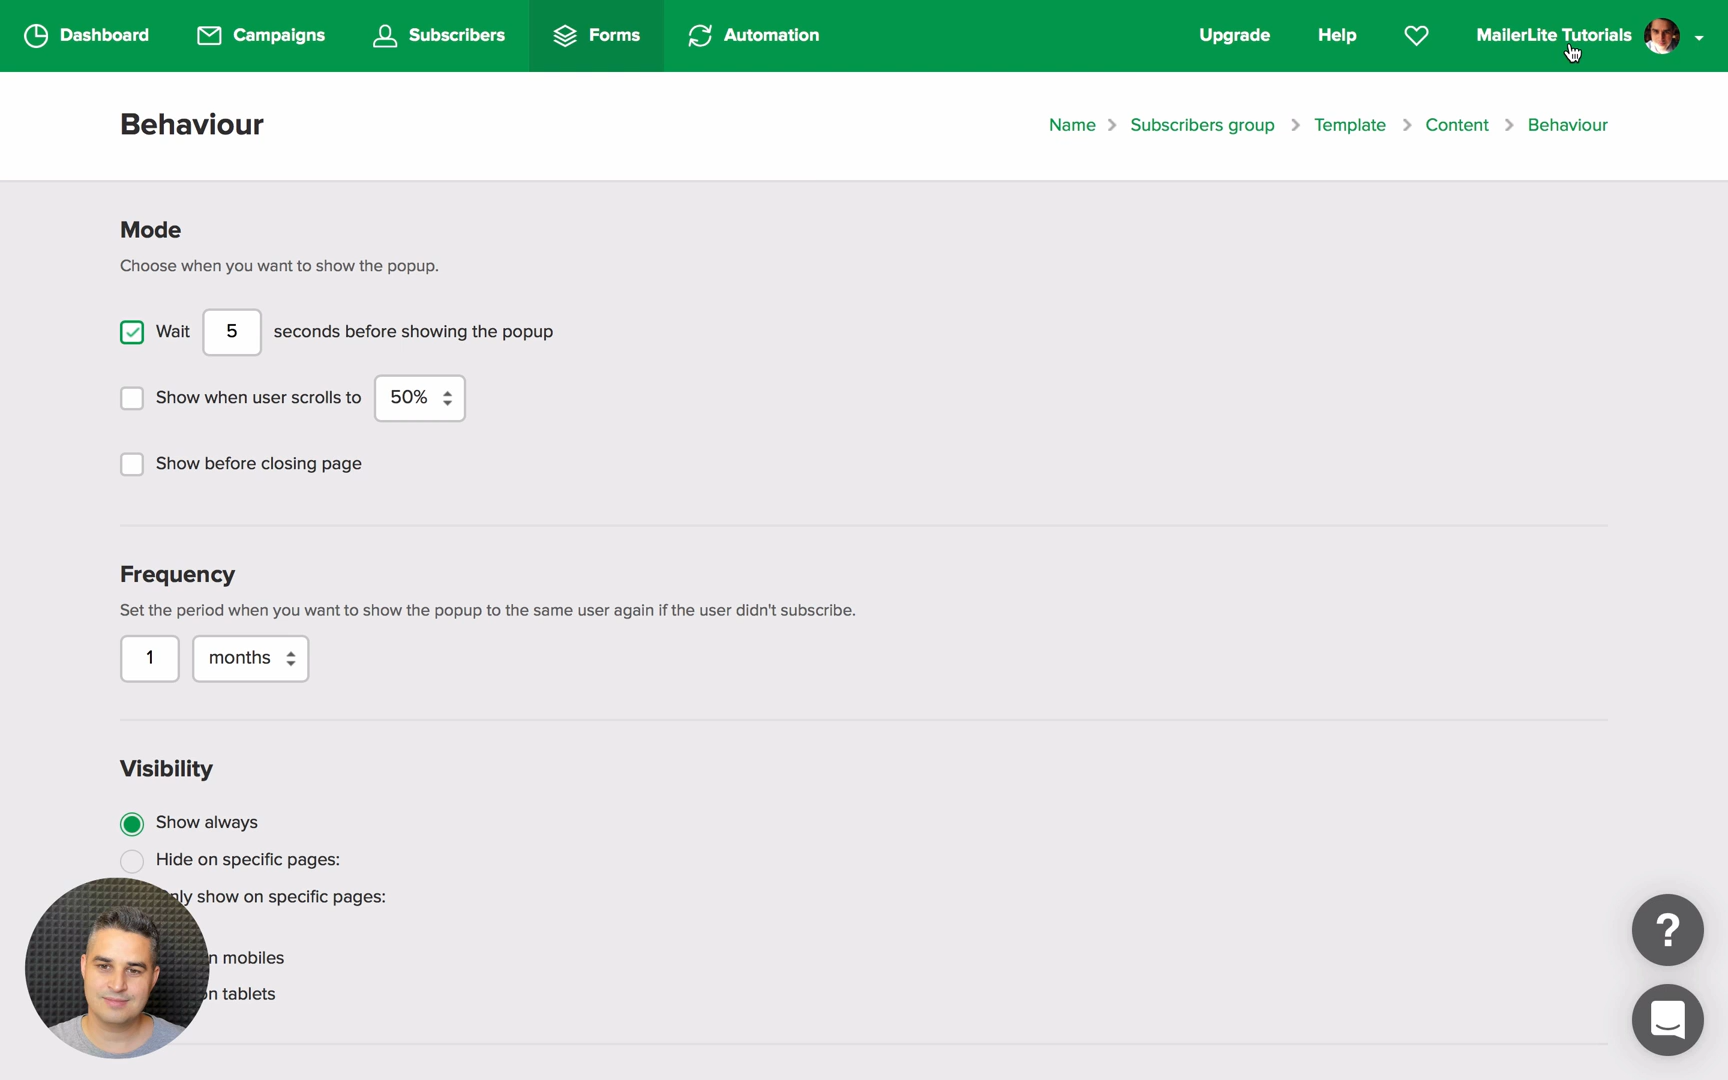 Dashboard Campaigns Subscribers Forms Automation Upgrade Help MailerLite Tutorials
Behaviour
Name > Subscribers group > Template > Content > Behaviour
Mode
Choose when you want to show the popup.
Wait 5 seconds before showing the popup
Show when user scrolls to 50%
Show before closing page
Frequency
Set the period when you want to show the popup to the same user again if the user didn't subscribe.
1 months
Visibility
Show always
Hide on specific pages:
show on specific pages:
mobiles
tablets
?